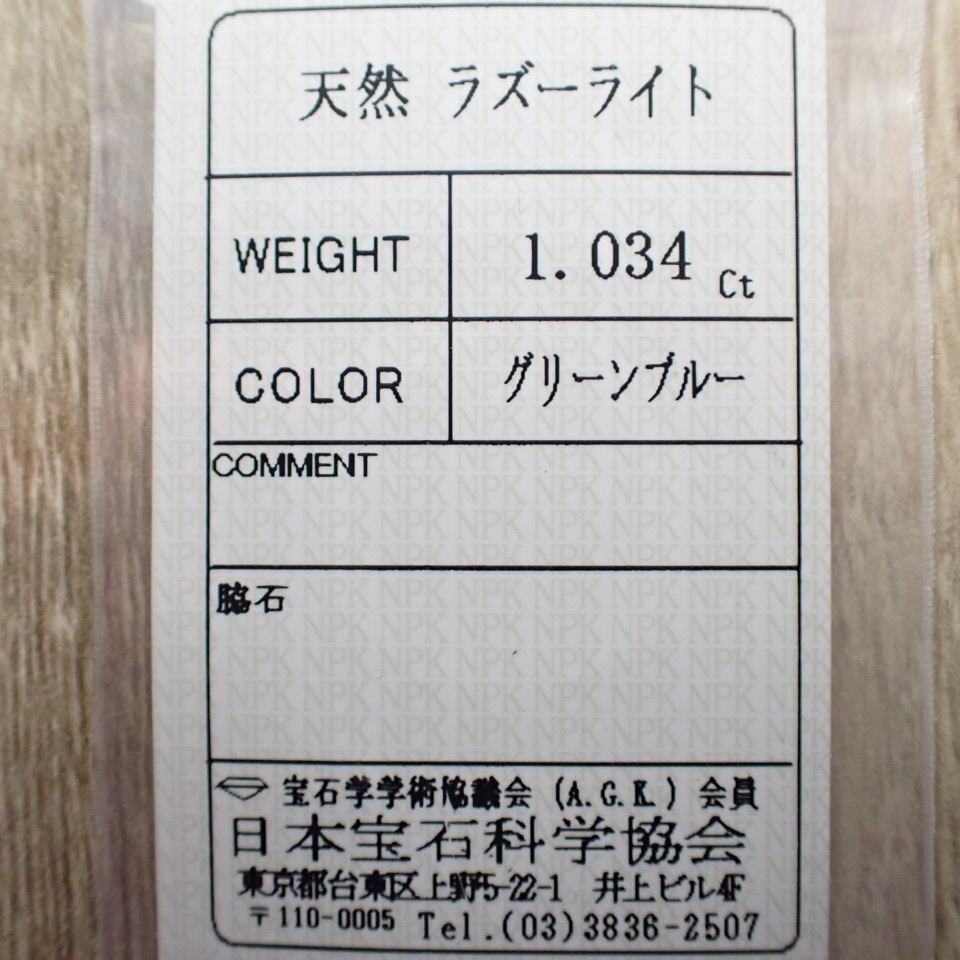 天然 ラズーライト
WEIGHT 1.034 Ct
COLOR グリーンブルー
COMMENT
脇石
宝石学学術協議会 (A.G.K.) 会員
日本宝石科学協会
東京都台東区上野5-22-1 井上ビル4F
〒110-0005 Tel.(03)3836-2507